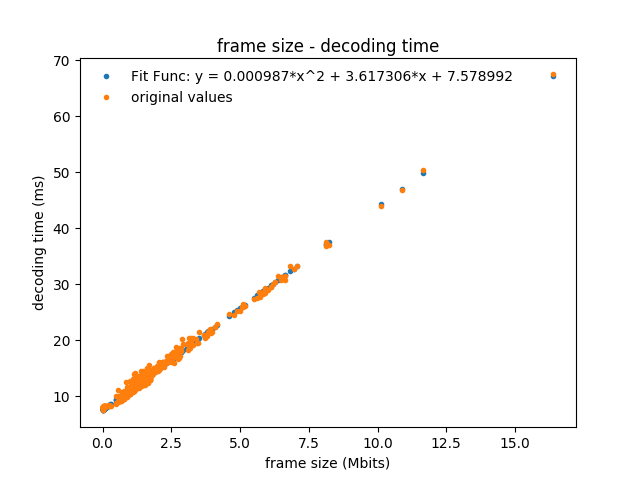 frame size - decoding time
Fit Func: y = 0.000987*x^2 + 3.617306*x + 7.578992
original values
70
60
50
40
30
20
10
decoding time (ms)
0.0 2.5 5.0 7.5 10.0 12.5 15.0
frame size (Mbits)